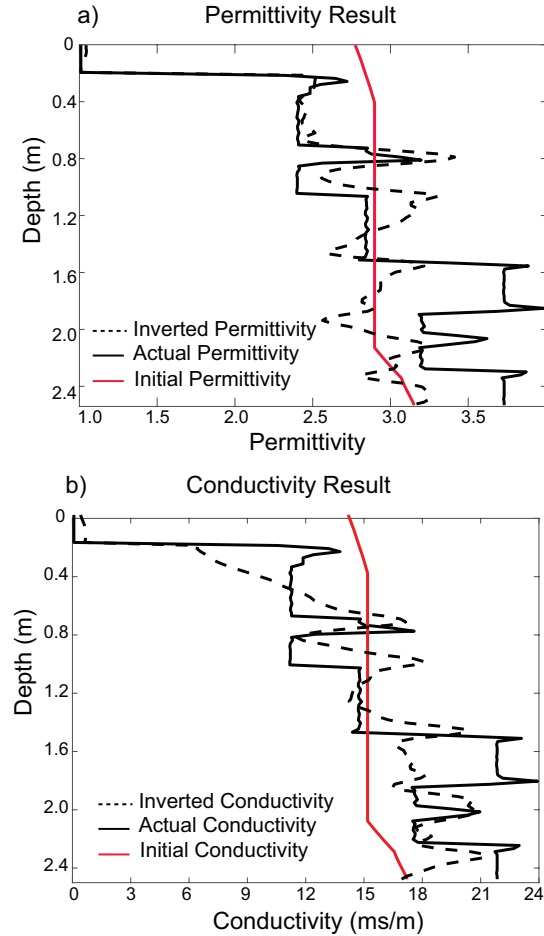 a) Permittivity Result
0
0.4
0.8
1.2
1.6
2.0
2.4
Depth (m)
Inverted Permittivity
Actual Permittivity
Initial Permittivity
1.0 2.0 2.5 3.0 3.5
Permittivity
b) Conductivity Result
0
0.4
0.8
1.2
1.6
2.0
2.4
Depth (m)
Inverted Conductivity
Actual Conductivity
Initial Conductivity
0 3 6 9 12 15 18 21 24
Conductivity (ms/m)